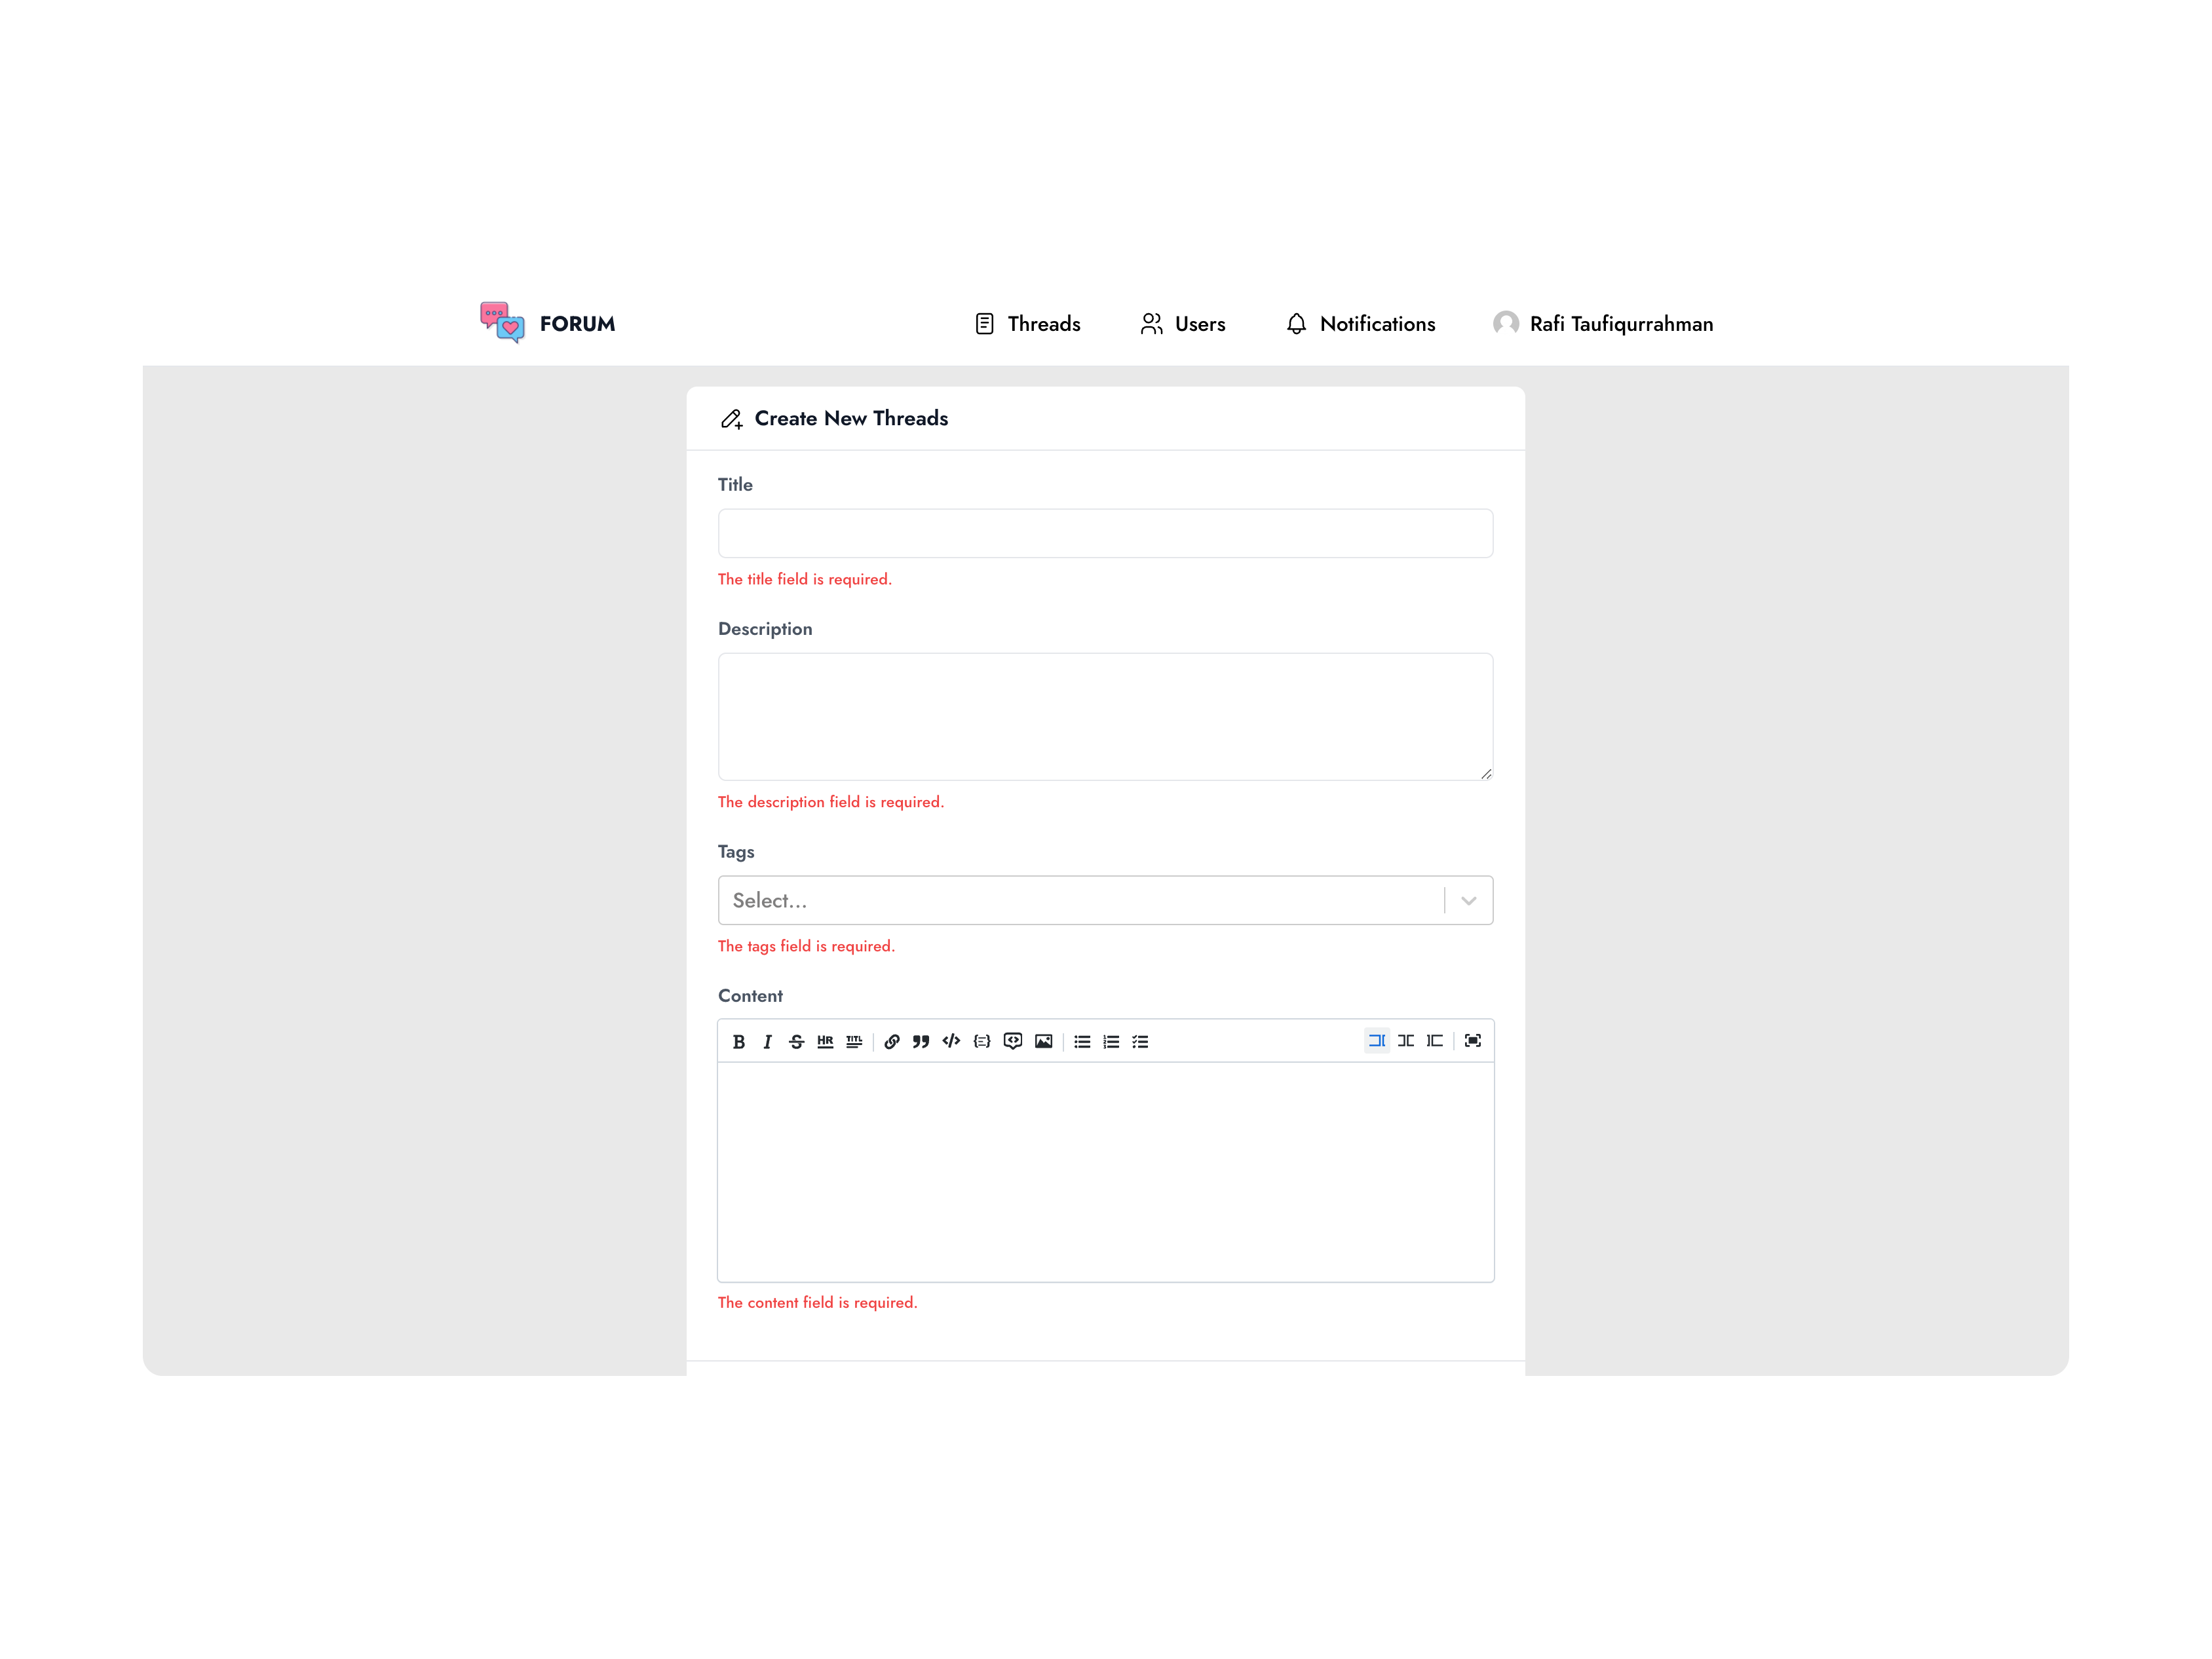 FORUM
Threads
Users
Notifications
Rafi Taufiqurrahman
Create New Threads
Title
The title field is required.
Description
The description field is required.
Tags
Select...
The tags field is required.
Content
B I S HR TITL
The content field is required.